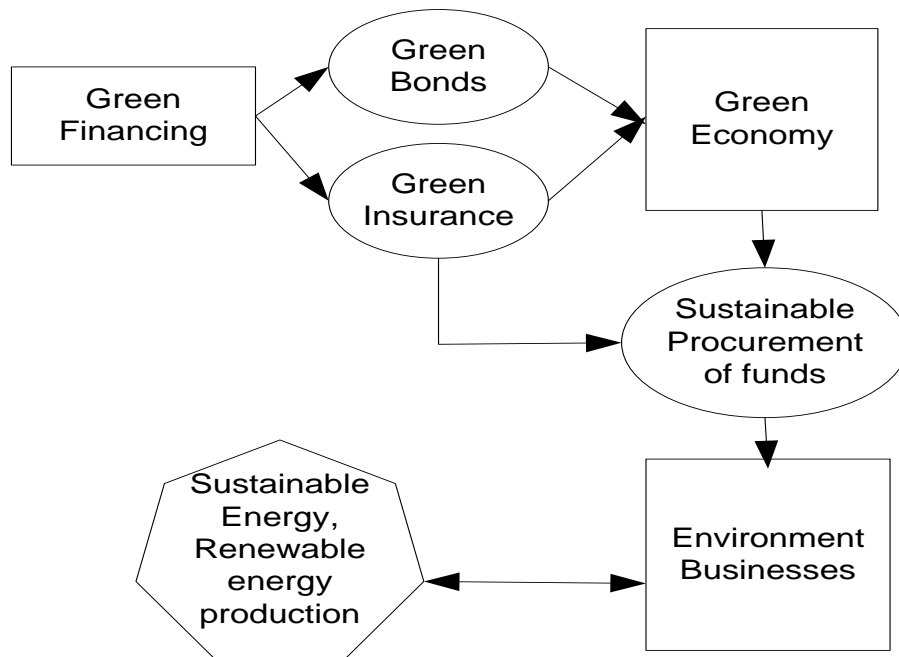 Green
Financing
Green
Bonds
Green
Insurance
Green
Economy
Sustainable
Procurement
of funds
Sustainable
Energy,
Renewable
energy
production
Environment
Businesses